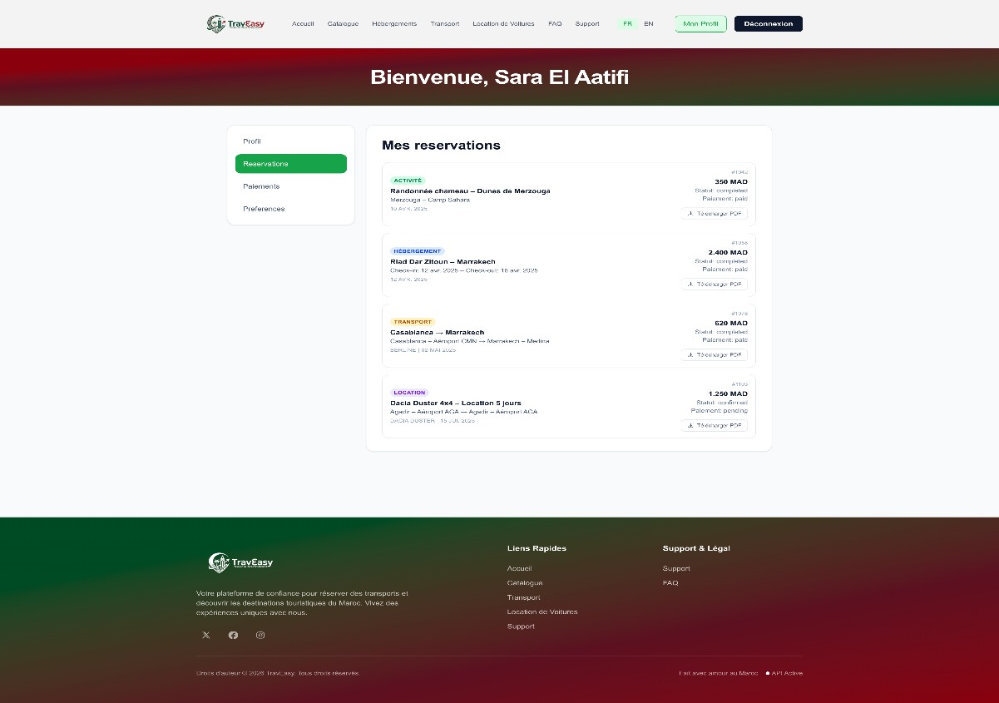 TravEasy
Accueil Catalogue Hébergements Transport Location de Voitures FAQ Support FR EN Mon Profil Déconnexion
Bienvenue, Sara El Aatifi
Profil
Reservations
Paiements
Preferences
Mes reservations
#1042
ACTIVITÉ
350 MAD
Randonnée chameau – Dunes de Merzouga
Statut: completed
Merzouga – Camp Sahara
Paiement: paid
10 AVR. 2025
Télécharger PDF
HÉBERGEMENT
2.400 MAD
Riad Dar Zitoun – Marrakech
Statut: completed
Check-in: 12 avr. 2025 — Check-out: 16 avr. 2025
Paiement: paid
12 AVR. 2025
Télécharger PDF
#1078
TRANSPORT
620 MAD
Casablanca → Marrakech
Statut: completed
Casablanca – Aéroport CMN → Marrakech – Medina
Paiement: paid
BERLINE | 02 MAI 2025
Télécharger PDF
#1103
LOCATION
1.250 MAD
Dacia Duster 4x4 – Location 5 jours
Statut: confirmed
Agadir – Aéroport AGA — Agadir – Aéroport AGA
Paiement: pending
DACIA DUSTER 15 JUI. 2025
Télécharger PDF
TravEasy
Votre plateforme de confiance pour réserver des transports et
découvrir les destinations touristiques du Maroc. Vivez des
expériences uniques avec nous.
Liens Rapides
Accueil
Catalogue
Transport
Location de Voitures
Support
Support & Légal
Support
FAQ
Droits d'auteur © 2026 TravEasy. Tous droits réservés.
Fait avec amour au Maroc
API Active